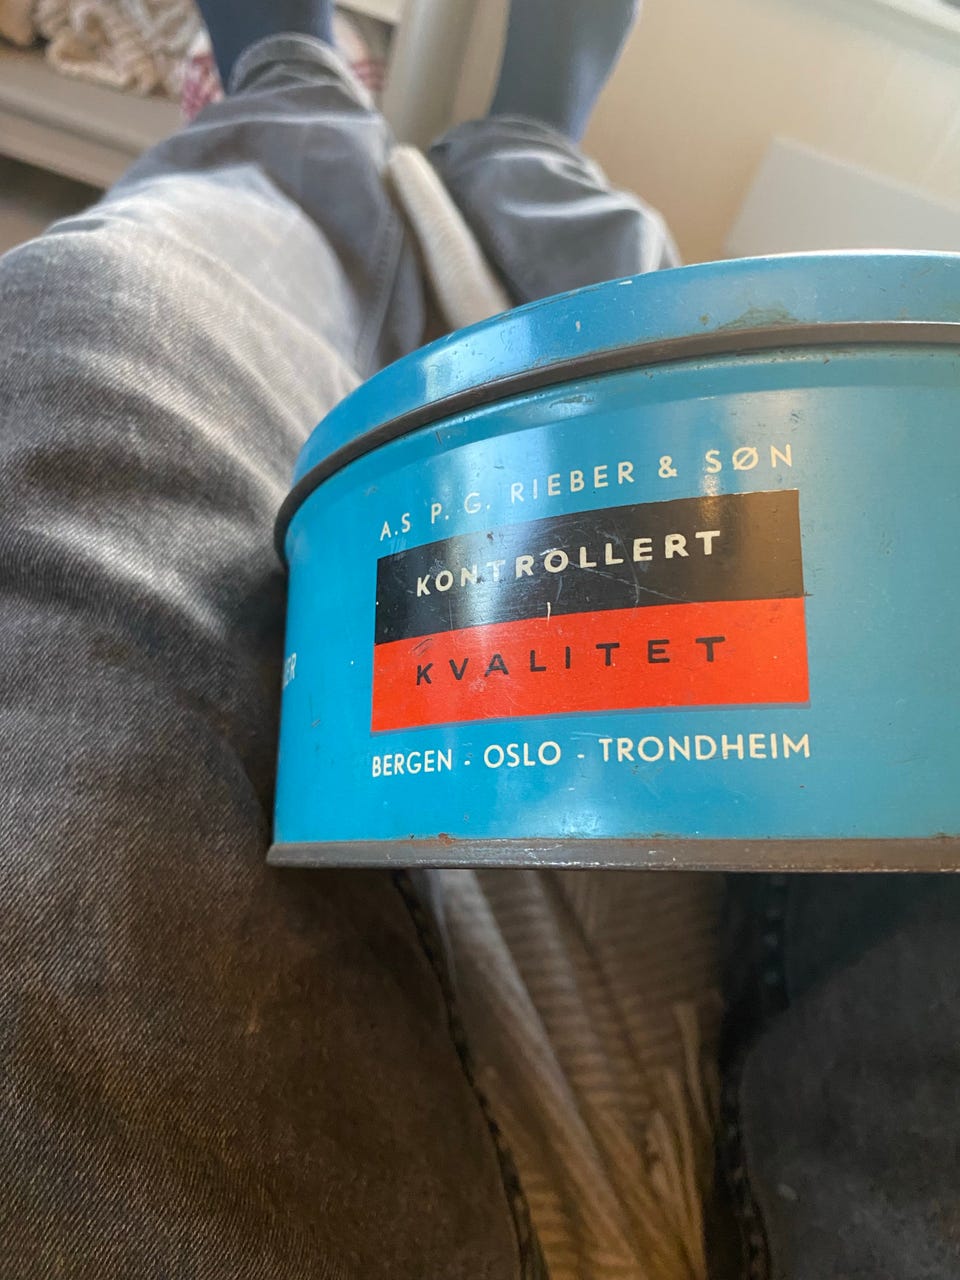 A.S P. G. RIEBER & SØN
KONTROLLERT
KVALITET
BERGEN - OSLO - TRONDHEIM